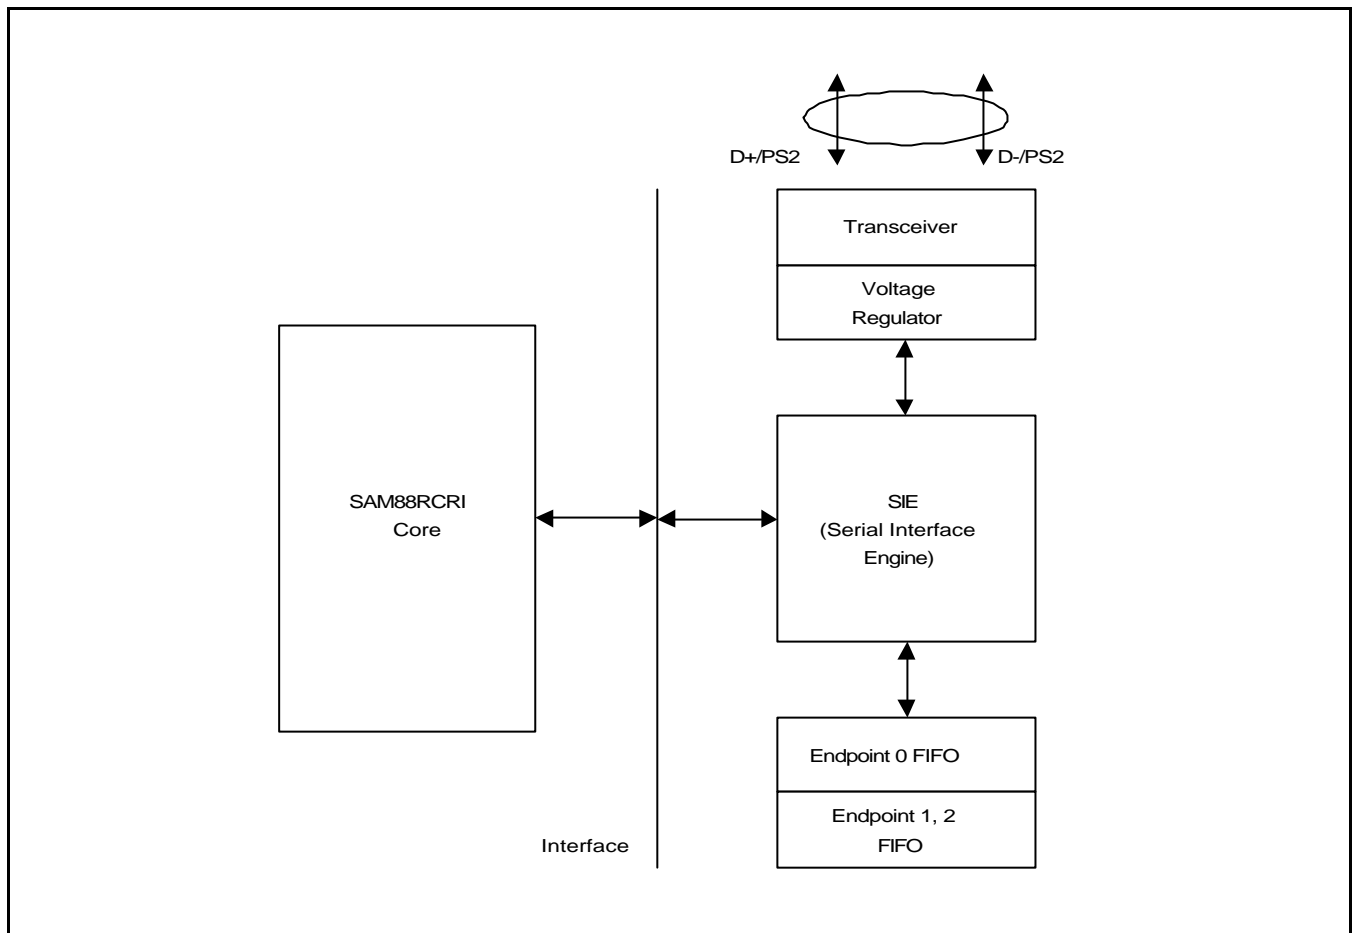 D+/PS2
D-/PS2
Transceiver
Voltage
Regulator
SAM88RCRI
Core
SIE
(Serial Interface
Engine)
Endpoint 0 FIFO
Endpoint 1, 2
FIFO
Interface